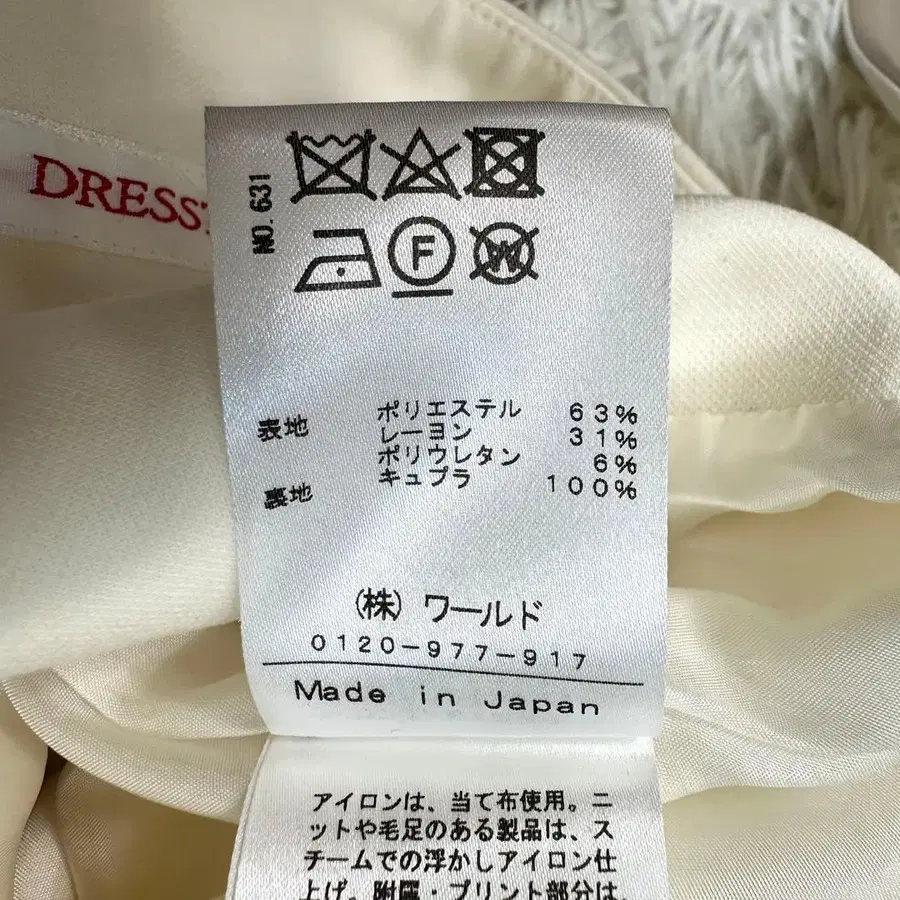 DRESS
NO.631
F
W
表地 ポリエステル 63%
レーヨン 31%
ポリウレタン 6%
裏地 キュプラ 100%
(株) ワールド
0120-977-917
Made in Japan
アイロンは、当て布使用。ニ
ットや毛足のある製品は、ス
チームでの浮かしアイロン仕
上げ。附属・プリント部分は、